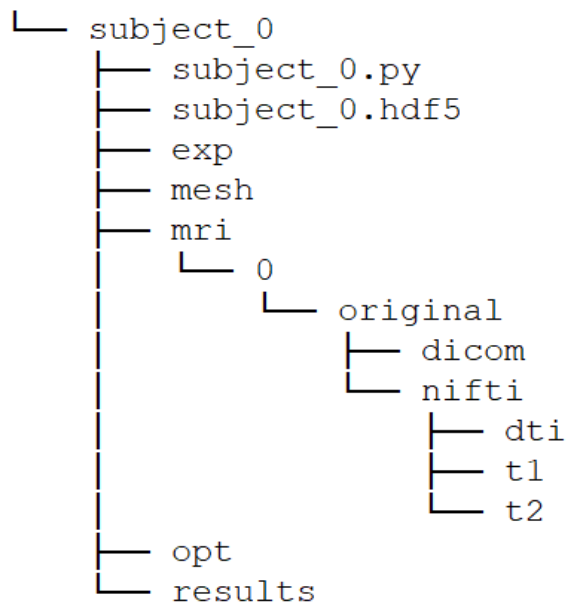 └── subject_0
    ├── subject_0.py
    ├── subject_0.hdf5
    ├── exp
    ├── mesh
    ├── mri
    │   └── 0
    │       └── original
    │           ├── dicom
    │           └── nifti
    │               ├── dti
    │               ├── t1
    │               └── t2
    ├── opt
    └── results